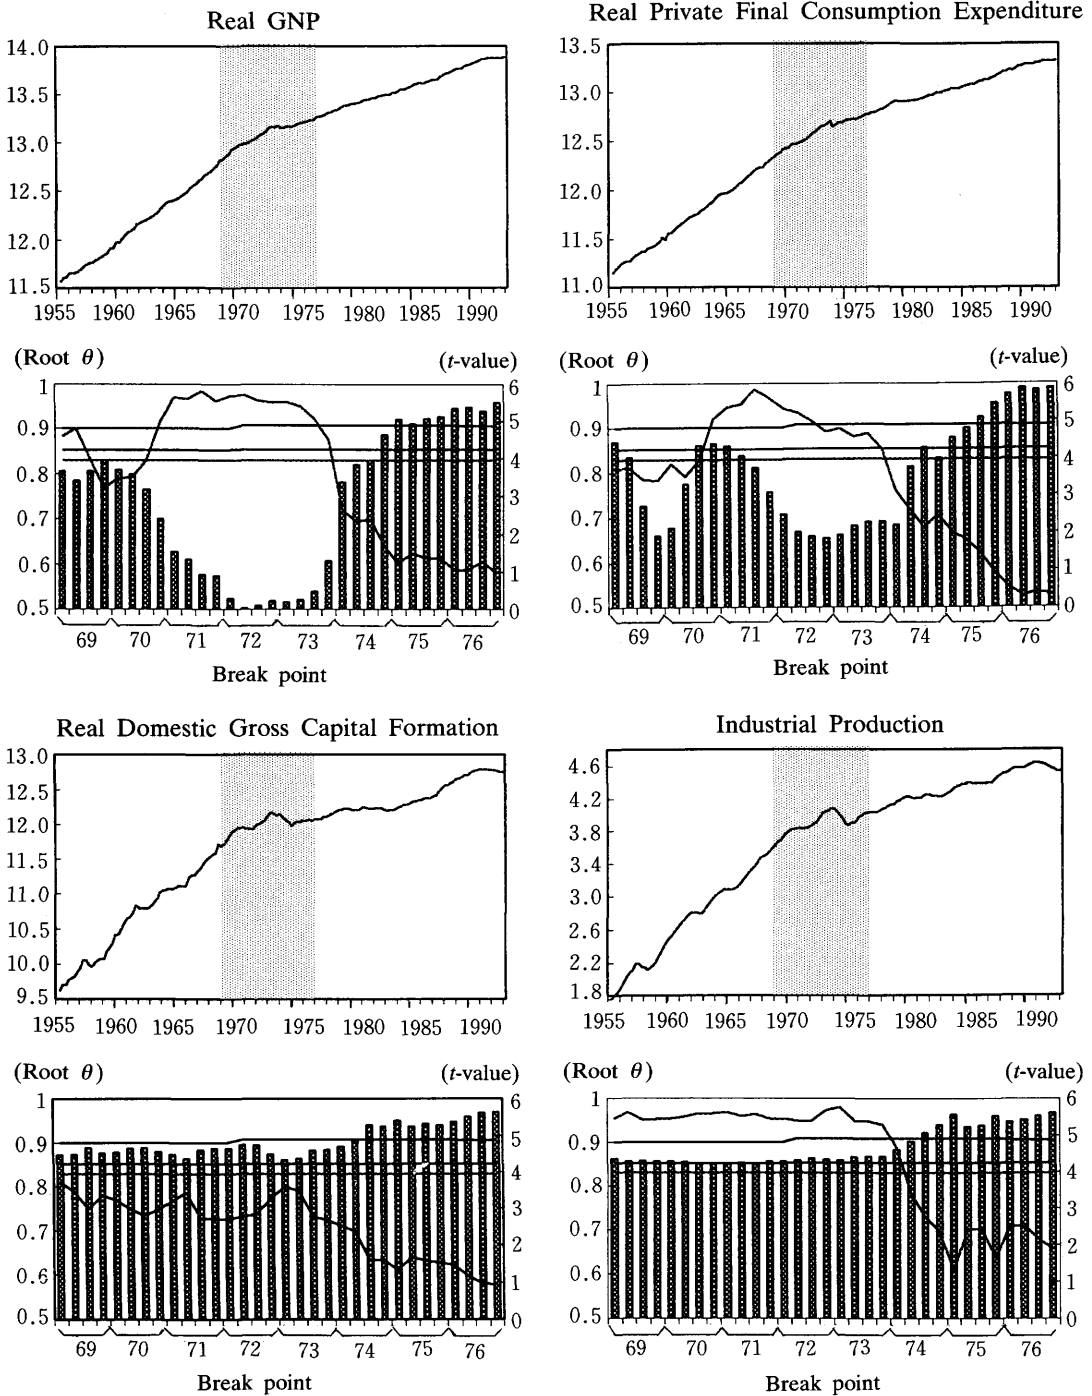 Real GNP
14.0
13.5
13.0
12.5
12.0
11.5
1955 1960 1965 1970 1975 1980 1985 1990
(Root θ) (t-value)
1 6
0.9 5
0.8 4
0.7 3
0.6 2
0.5 1
0
69 70 71 72 73 74 75 76
Break point
Real Private Final Consumption Expenditure
13.5
13.0
12.5
12.0
11.5
11.0
1955 1960 1965 1970 1975 1980 1985 1990
(Root θ) (t-value)
1 6
0.9 5
0.8 4
0.7 3
0.6 2
0.5 1
0
69 70 71 72 73 74 75 76
Break point
Real Domestic Gross Capital Formation
13.0
12.5
12.0
11.5
11.0
10.5
10.0
9.5
1955 1960 1965 1970 1975 1980 1985 1990
(Root θ) (t-value)
1 6
0.9 5
0.8 4
0.7 3
0.6 2
0.5 1
0
69 70 71 72 73 74 75 76
Break point
Industrial Production
4.6
4.2
3.8
3.4
3.0
2.6
2.2
1.8
1955 1960 1965 1970 1975 1980 1985 1990
(Root θ) (t-value)
1 6
0.9 5
0.8 4
0.7 3
0.6 2
0.5 1
0
69 70 71 72 73 74 75 76
Break point